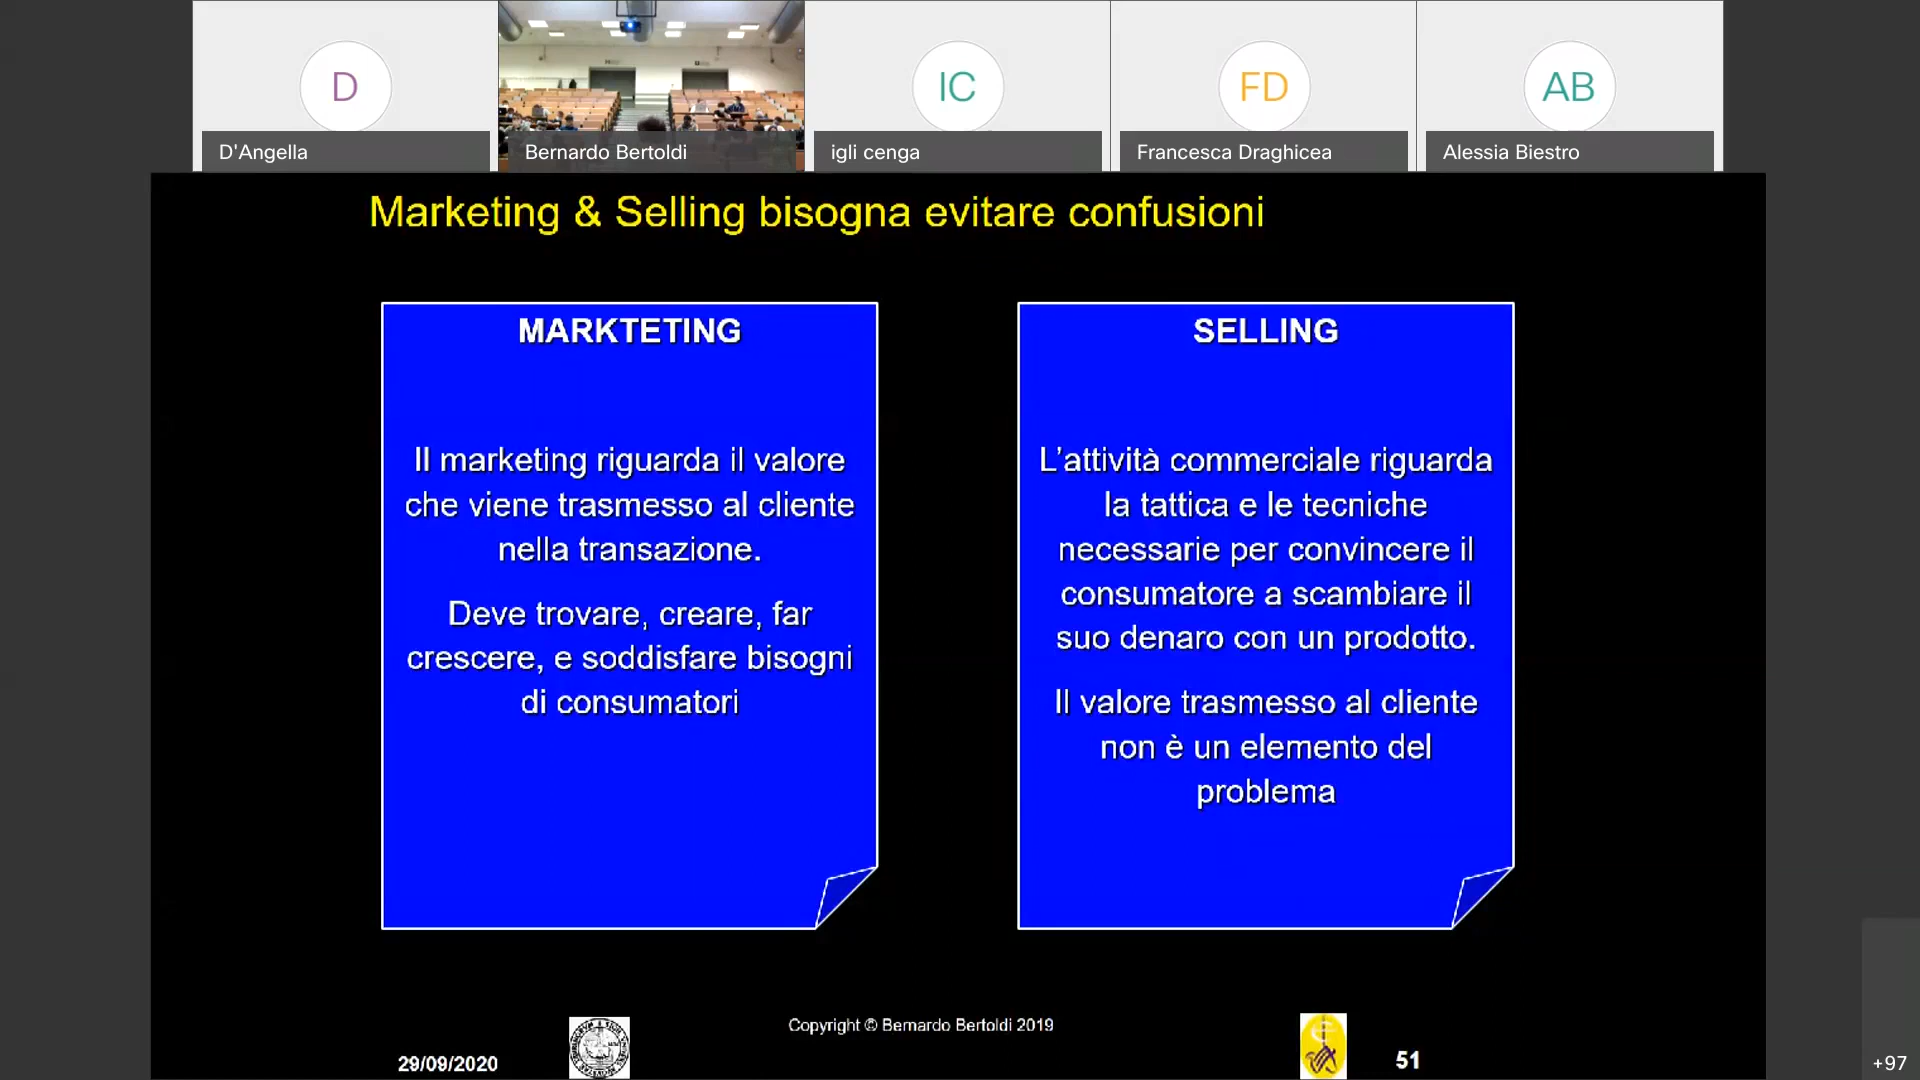 D
IC
FD
AB
D'Angella
Bernardo Bertoldi
igli cenga
Francesca Draghicea
Alessia Biestro
Marketing & Selling bisogna evitare confusioni
MARKTETING
Il marketing riguarda il valore
che viene trasmesso al cliente
nella transazione.
Deve trovare, creare, far
crescere, e soddisfare bisogni
di consumatori
SELLING
L'attività commerciale riguarda
la tattica e le tecniche
necessarie per convincere il
consumatore a scambiare il
suo denaro con un prodotto.
Il valore trasmesso al cliente
non è un elemento del
problema
Copyright © Bernardo Bertoldi 2019
29/09/2020
51
+97